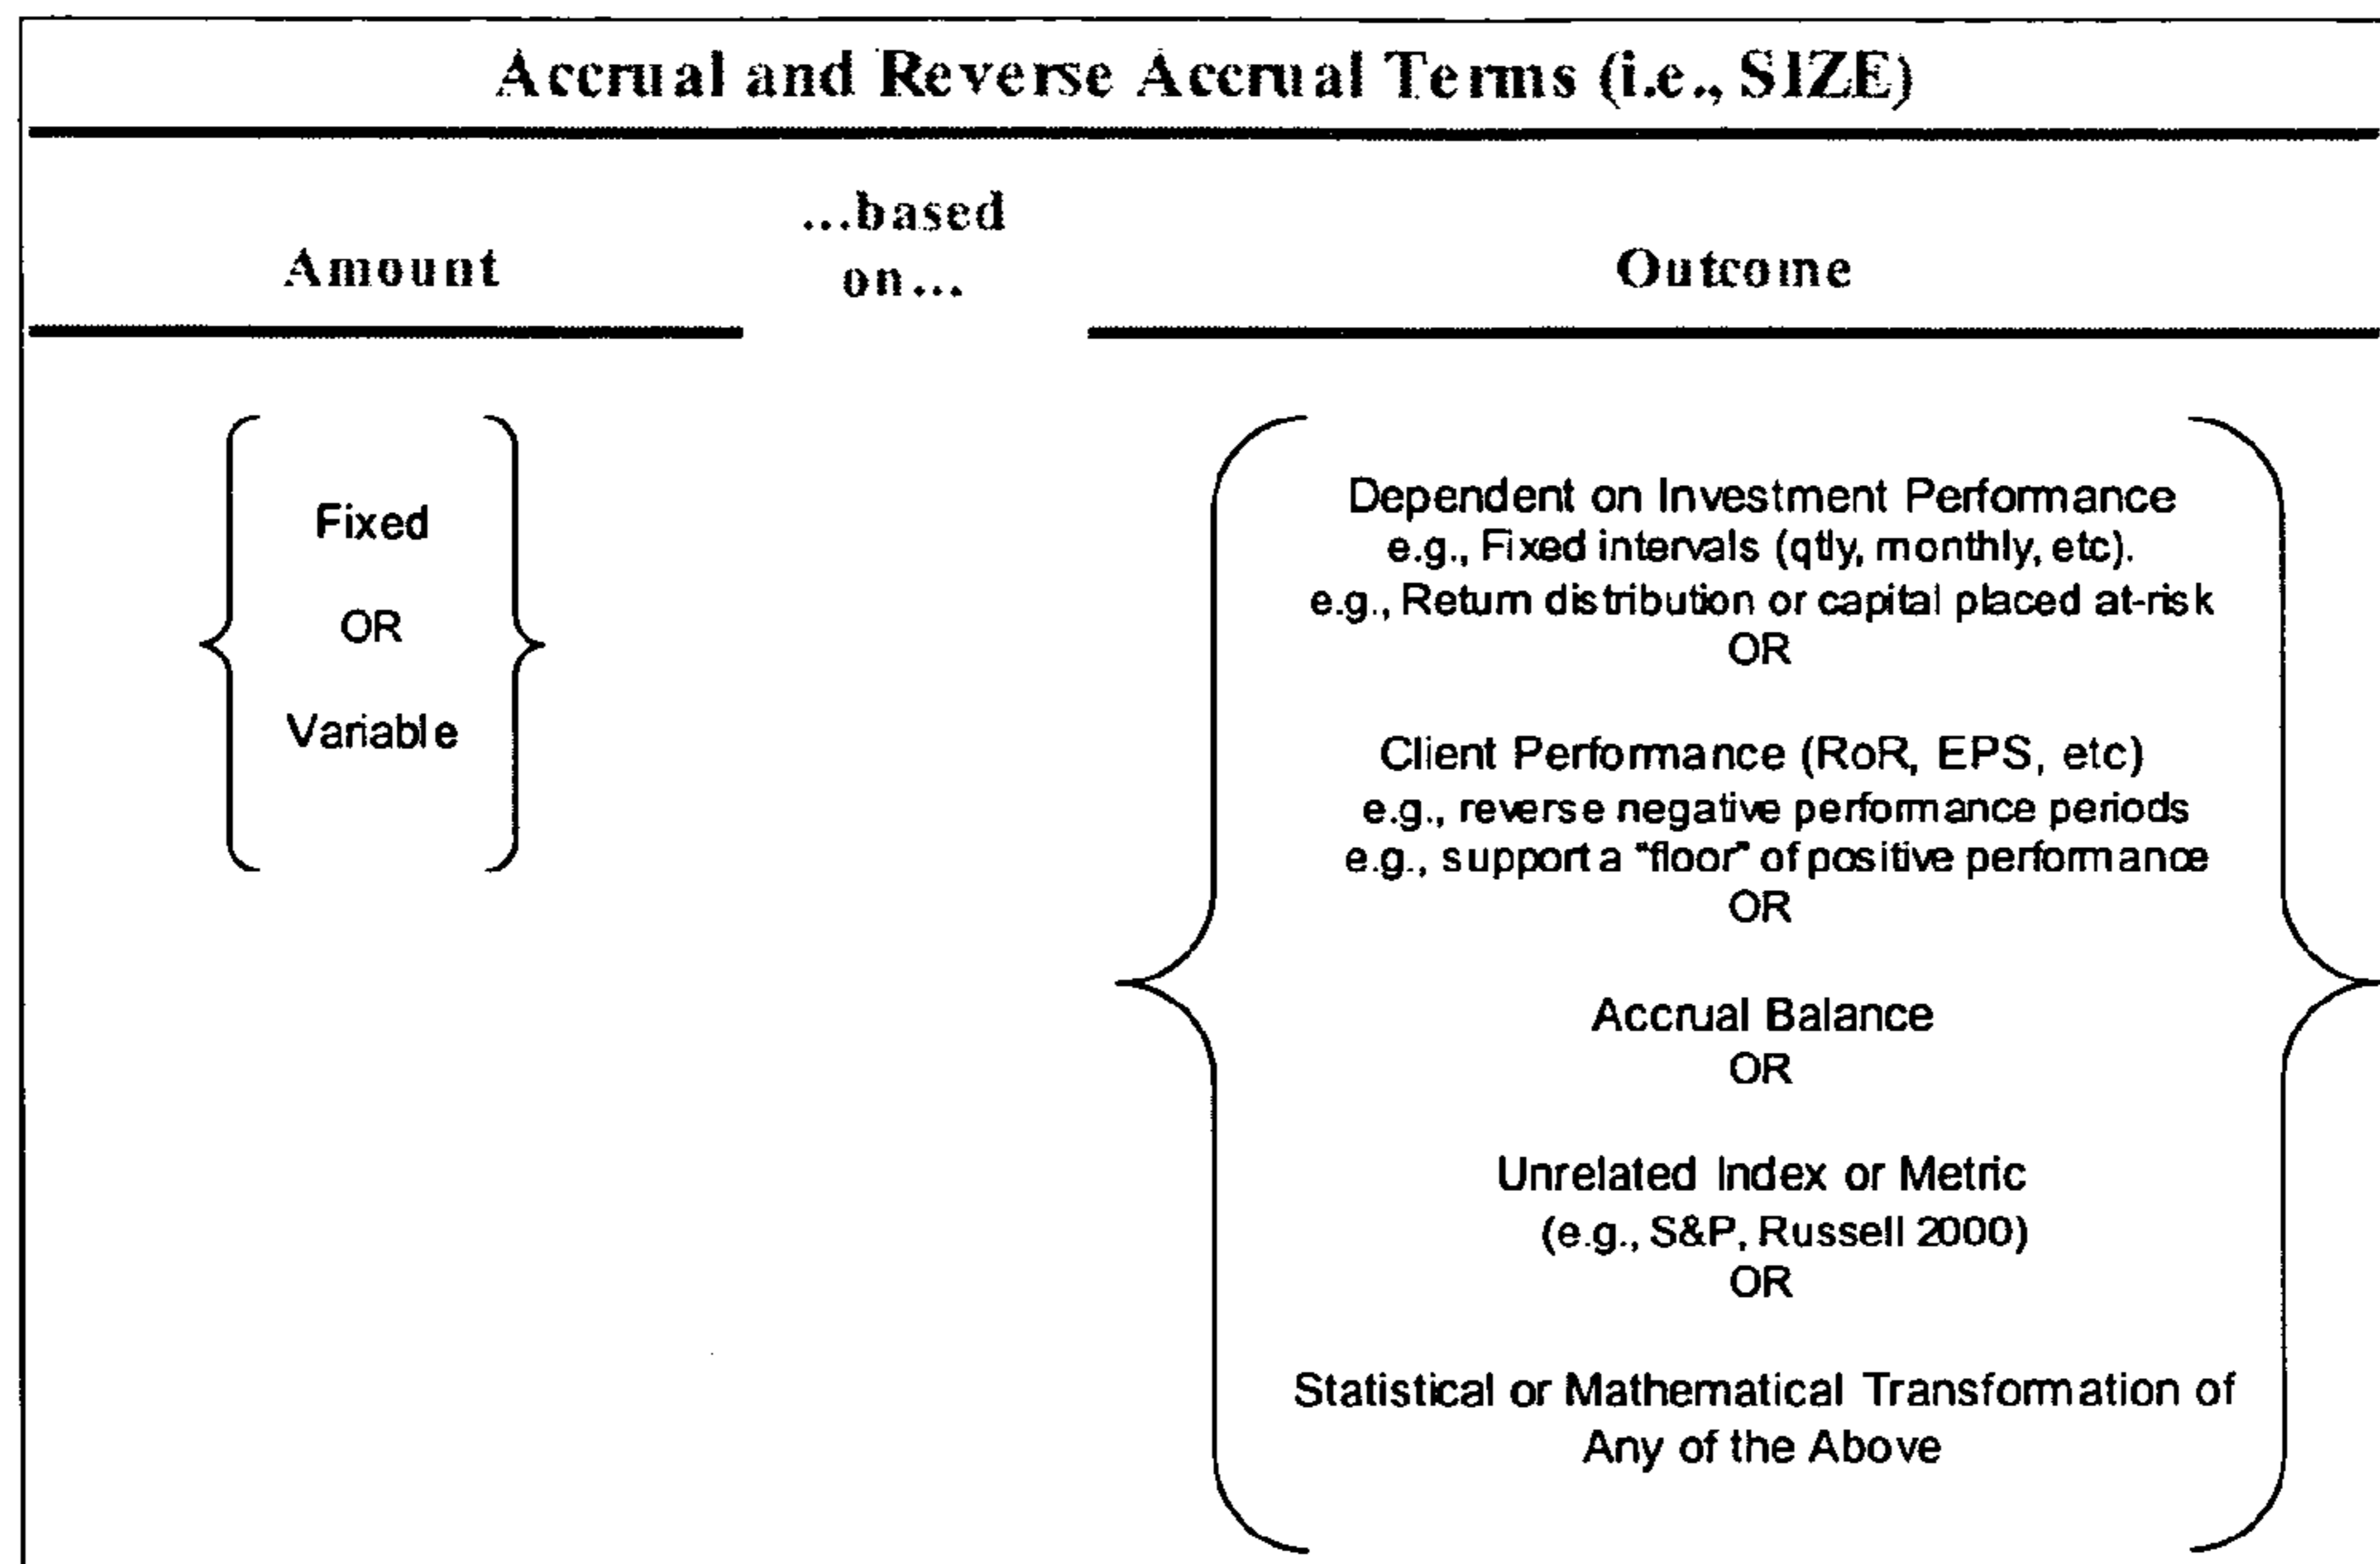 Accrual and Reverse Accrual Terms (i.e., SIZE)
Amount
...based
on...
Outcome
Fixed
OR
Variable
Dependent on Investment Performance
e.g., Fixed intervals (qtly, monthly, etc).
e.g., Return distribution or capital placed at-risk
OR
Client Performance (RoR, EPS, etc)
e.g., reverse negative performance periods
e.g., support a "floor" of positive performance
OR
Accrual Balance
OR
Unrelated Index or Metric
(e.g., S&P, Russell 2000)
OR
Statistical or Mathematical Transformation of
Any of the Above